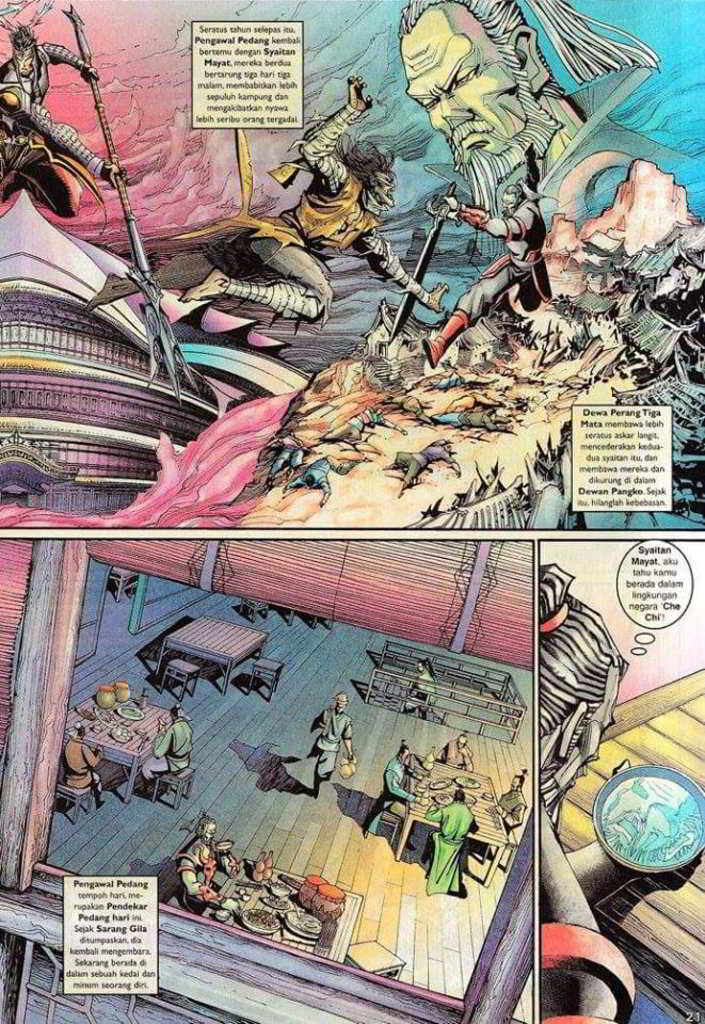 Seratus tahun selepas itu,
Pengawal Pedang kembali
bertemu dengan Syaitan
Mayat, mereka berdua
bertarung tiga hari tiga
malam, membabitkan lebih
sepuluh kampung dan
mengakibatkan nyawa
lebih seribu orang tergadai.
Dewa Perang Tiga
Mata membawa lebih
seratus askar langit,
mencederakan kedua-
dua syaitan itu, dan
membawa mereka dan
dikurung di dalam
Dewan Pangko. Sejak
itu, hilanglah kebebasan.
Syaitan
Mayat, aku
tahu kamu
berada dalam
lingkungan
negara 'Che
Chi'!
Pengawal Pedang
tempoh hari, me-
rupakan Pendekar
Pedang hari ini.
Sejak Sarang Gila
ditumpaskan, dia
kembali mengembara.
Sekarang berada di
dalam sebuah kedai dan
minum seorang diri.
21